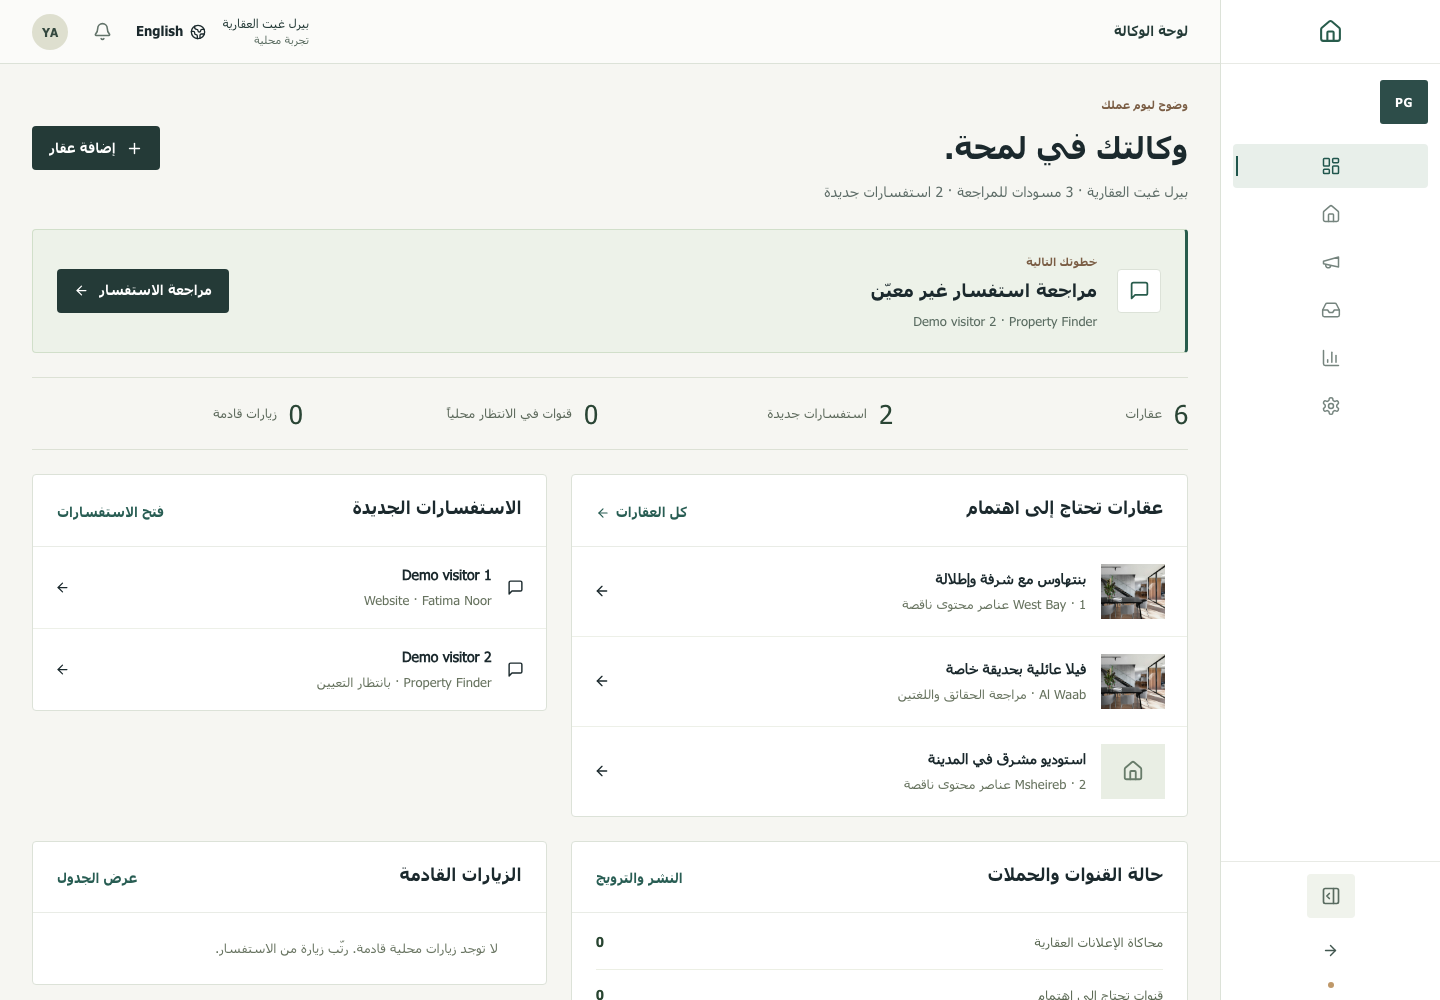 لوحة الوكالة
بيرل غيت العقارية
تجربة محلية
English
YA
PG
وضوح ليوم عملك
وكالتك في لمحة.
بيرل غيت العقارية · 3 مسودات للمراجعة · 2 استفسارات جديدة
إضافة عقار
خطوتك التالية
مراجعة استفسار غير معيّن
Demo visitor 2 · Property Finder
مراجعة الاستفسار
6 عقارات
2 استفسارات جديدة
0 قنوات في الانتظار محلياً
0 زيارات قادمة
عقارات تحتاج إلى اهتمام
كل العقارات
بنتهاوس مع شرفة وإطلالة
West Bay · 1 عناصر محتوى ناقصة
فيلا عائلية بحديقة خاصة
Al Waab · مراجعة الحقائق واللغتين
استوديو مشرق في المدينة
Msheireb · 2 عناصر محتوى ناقصة
الاستفسارات الجديدة
فتح الاستفسارات
Demo visitor 1
Website · Fatima Noor
Demo visitor 2
Property Finder · بانتظار التعيين
حالة القنوات والحملات
النشر والترويج
محاكاة الإعلانات العقارية 0
قنوات تحتاج إلى اهتمام 0
الزيارات القادمة
عرض الجدول
لا توجد زيارات محلية قادمة. رتّب زيارة من الاستفسار.